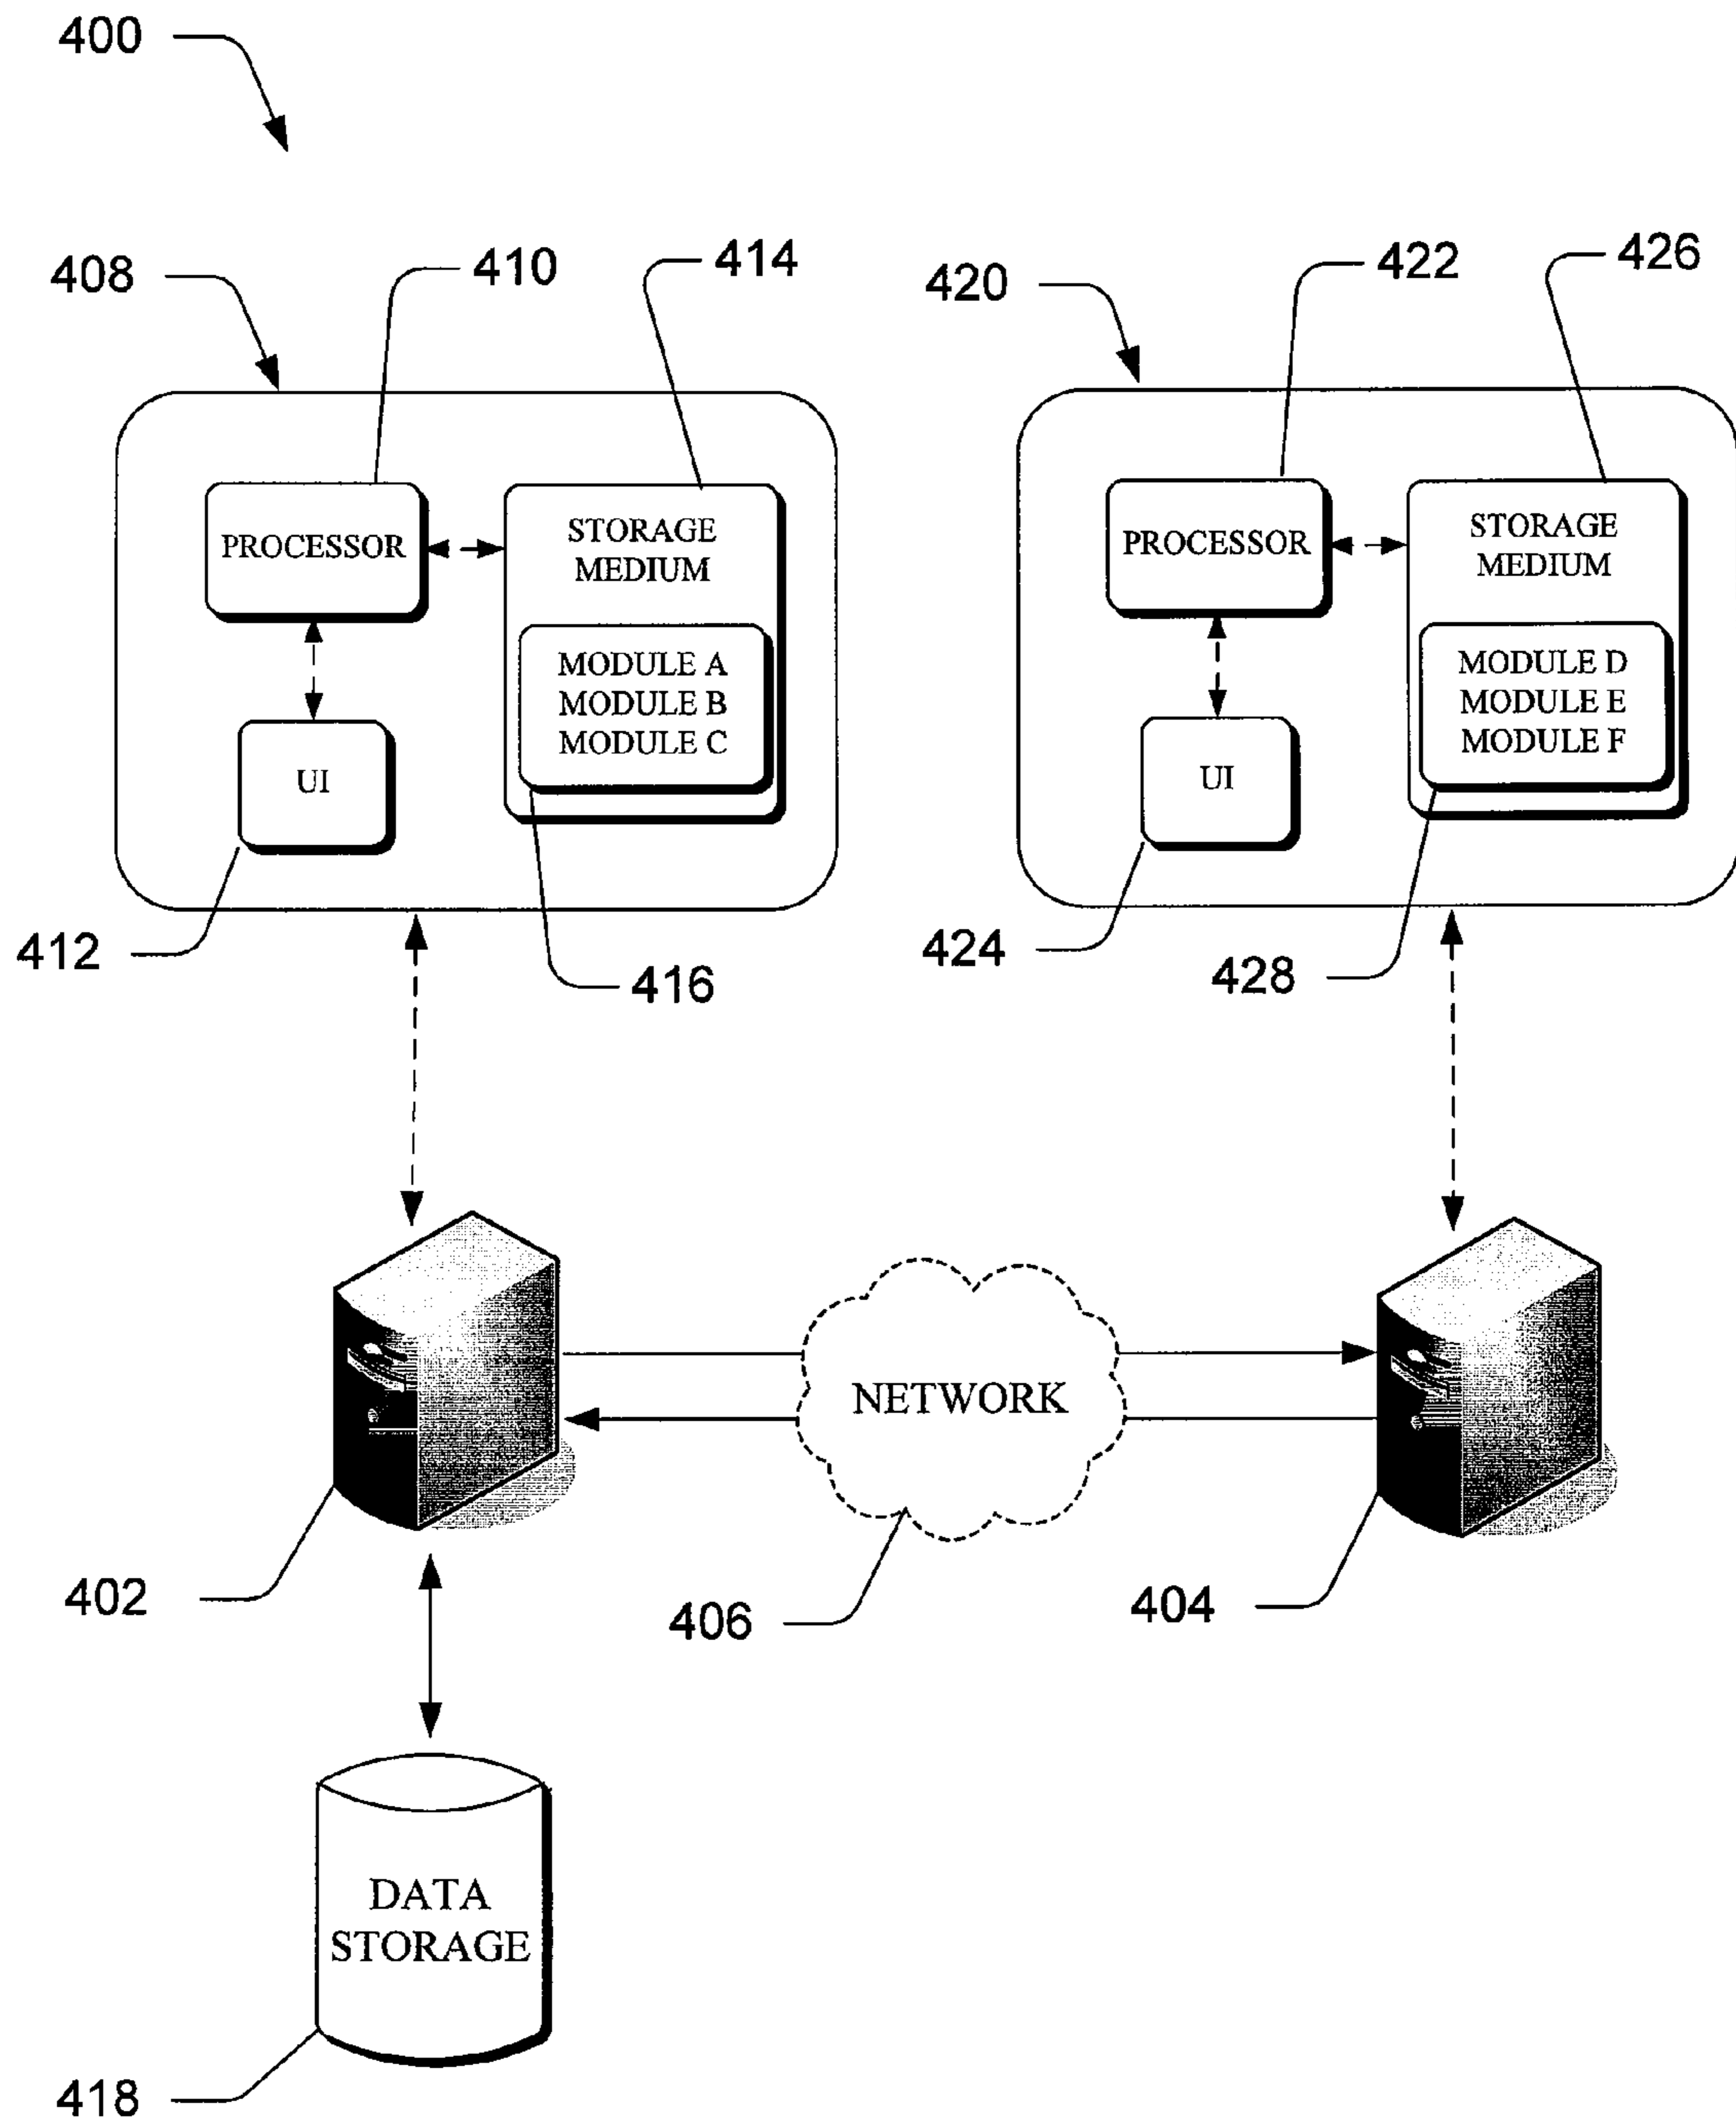 400
408
410
414
420
422
426
PROCESSOR
STORAGE
MEDIUM
MODULE A
MODULE B
MODULE C
UI
412
416
PROCESSOR
STORAGE
MEDIUM
MODULE D
MODULE E
MODULE F
UI
424
428
NETWORK
402
406
404
DATA
STORAGE
418